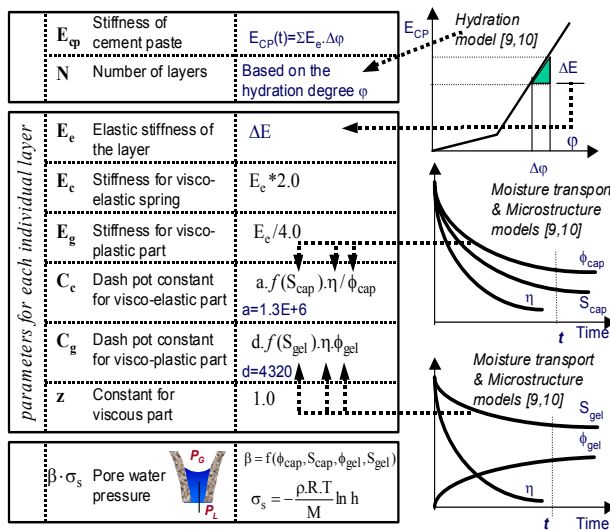 E_cp Stiffness of cement paste E_CP(t)=ΣE_e.Δφ
N Number of layers Based on the hydration degree φ
parameters for each individual layer
E_e Elastic stiffness of the layer ΔE
E_c Stiffness for visco-elastic spring E_e *2.0
E_g Stiffness for visco-plastic part E_e/4.0
C_c Dash pot constant for visco-elastic part a.f(S_cap).η/ϕ_cap
a=1.3E+6
C_g Dash pot constant for visco-plastic part d.f(S_gel).η.ϕ_gel
d=4320
z Constant for viscous part 1.0
β·σ_s Pore water pressure P_G P_L β=f(ϕ_cap,S_cap,ϕ_gel,S_gel)
σ_s = -ρ.R.T/M ln h
E_CP Hydration model [9,10]
ΔE
Δφ φ
Moisture transport & Microstructure models [9,10]
ϕ_cap
S_cap
η
t Time
Moisture transport & Microstructure models [9,10]
S_gel
ϕ_gel
η
t Time